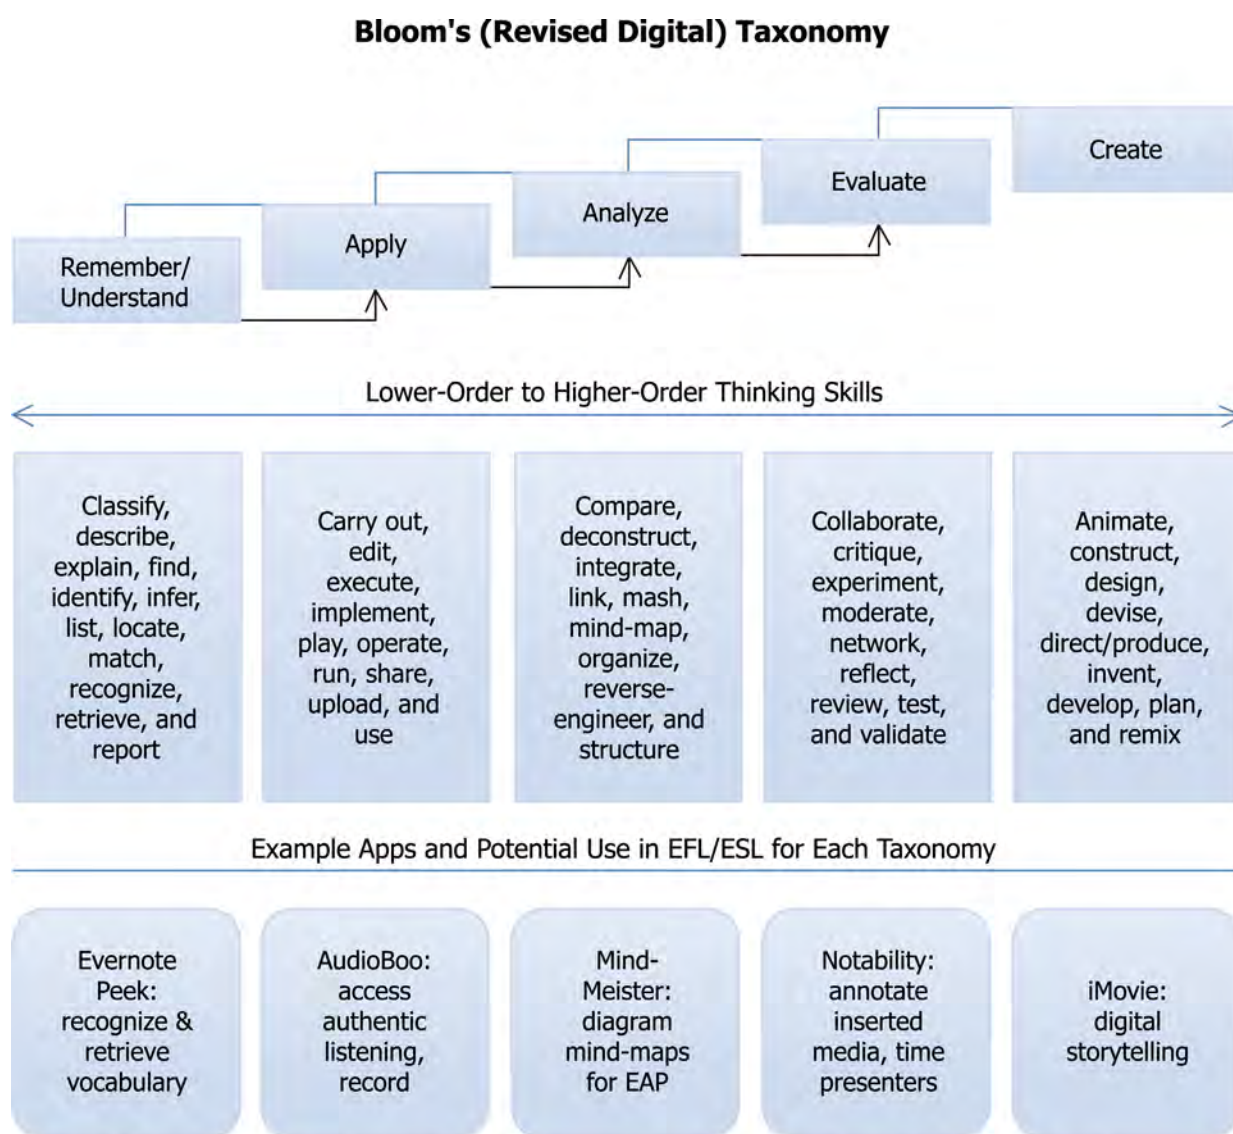 Bloom's (Revised Digital) Taxonomy
Remember/
Understand
Apply
Analyze
Evaluate
Create
Lower-Order to Higher-Order Thinking Skills
Classify,
describe,
explain, find,
identify, infer,
list, locate,
match,
recognize,
retrieve, and
report
Carry out,
edit,
execute,
implement,
play, operate,
run, share,
upload, and
use
Compare,
deconstruct,
integrate,
link, mash,
mind-map,
organize,
reverse-
engineer, and
structure
Collaborate,
critique,
experiment,
moderate,
network,
reflect,
review, test,
and validate
Animate,
construct,
design,
devise,
direct/produce,
invent,
develop, plan,
and remix
Example Apps and Potential Use in EFL/ESL for Each Taxonomy
Evernote
Peek:
recognize &
retrieve
vocabulary
AudioBoo:
access
authentic
listening,
record
Mind-
Meister:
diagram
mind-maps
for EAP
Notability:
annotate
inserted
media, time
presenters
iMovie:
digital
storytelling